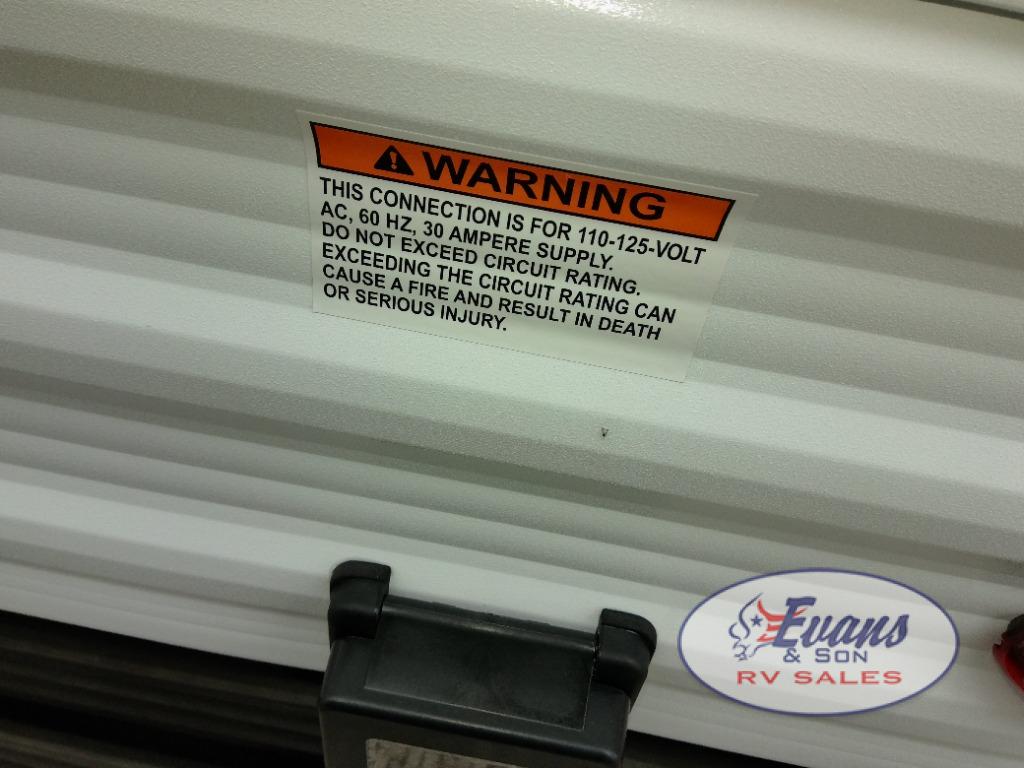 WARNING
THIS CONNECTION IS FOR 110-125-VOLT
AC, 60 HZ, 30 AMPERE SUPPLY.
DO NOT EXCEED CIRCUIT RATING.
EXCEEDING THE CIRCUIT RATING CAN
CAUSE A FIRE AND RESULT IN DEATH
OR SERIOUS INJURY.
Evans
& SON
RV SALES